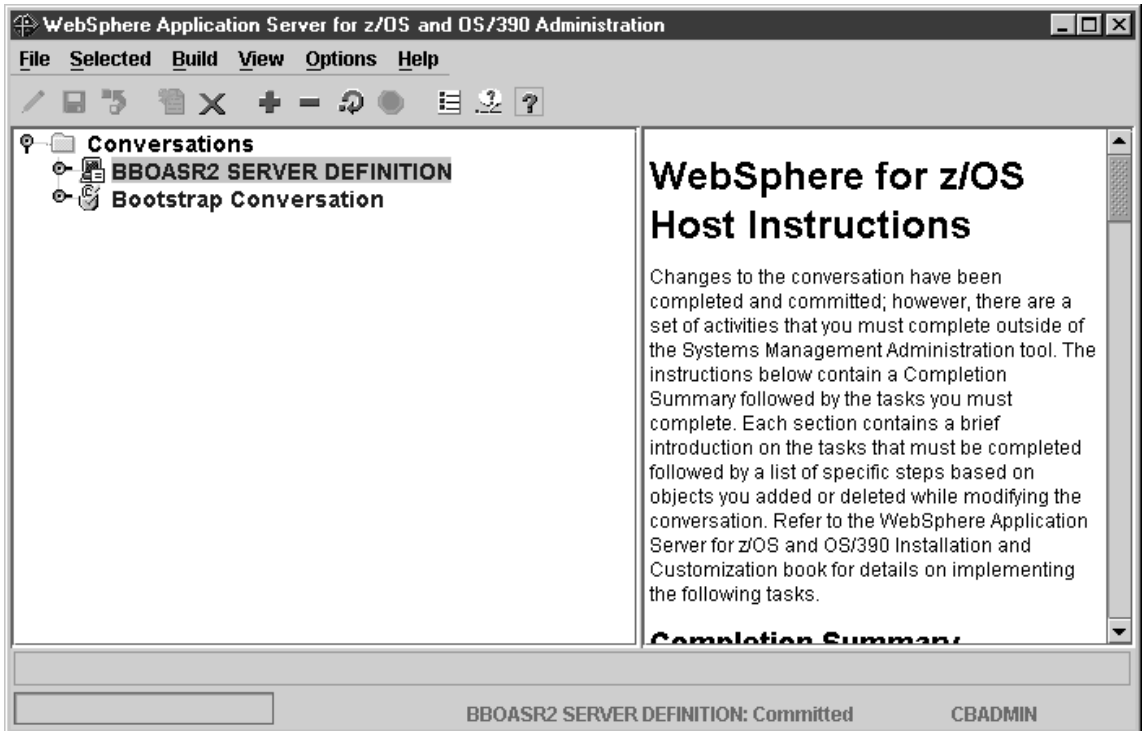 WebSphere Application Server for z/OS and OS/390 Administration
File Selected Build View Options Help
Conversations
BBOASR2 SERVER DEFINITION
Bootstrap Conversation
WebSphere for z/OS
Host Instructions
Changes to the conversation have been
completed and committed; however, there are a
set of activities that you must complete outside of
the Systems Management Administration tool. The
instructions below contain a Completion
Summary followed by the tasks you must
complete. Each section contains a brief
introduction on the tasks that must be completed
followed by a list of specific steps based on
objects you added or deleted while modifying the
conversation. Refer to the WebSphere Application
Server for z/OS and OS/390 Installation and
Customization book for details on implementing
the following tasks.
Completion Summary
BBOASR2 SERVER DEFINITION: Committed
CBADMIN